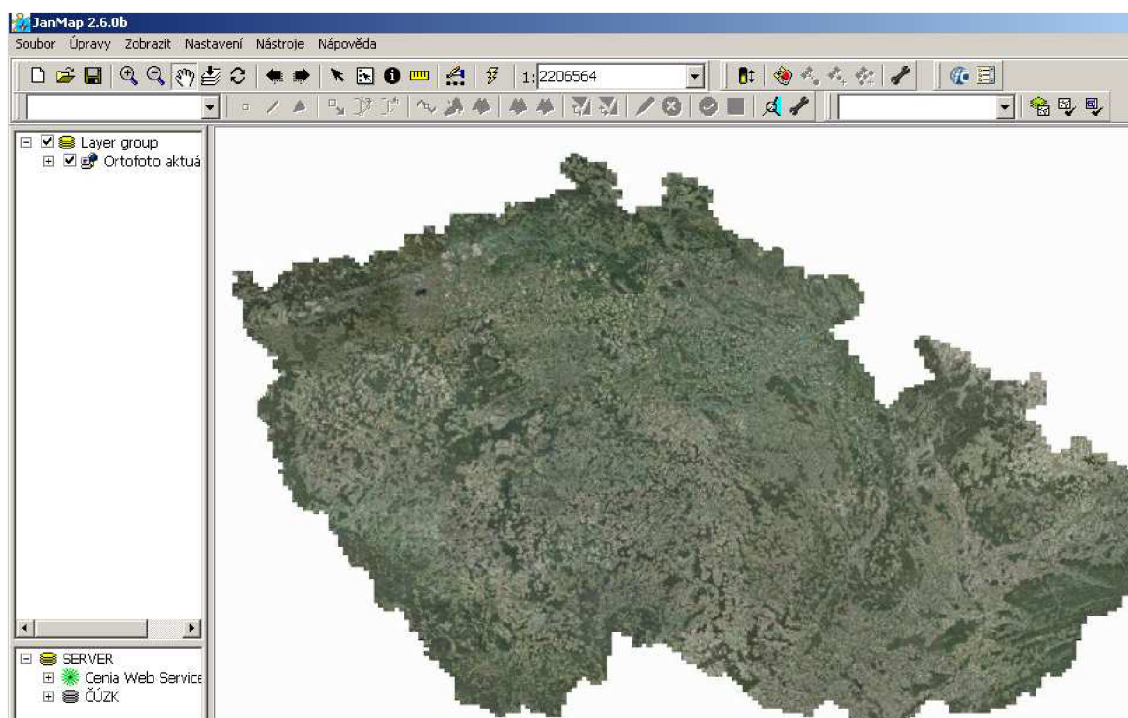 JanMap 2.6.0b
Soubor Úpravy Zobrazit Nastavení Nástroje Nápověda
1: 2206564
Layer group
Ortofoto aktuá
SERVER
Cenia Web Service
ČÚZK